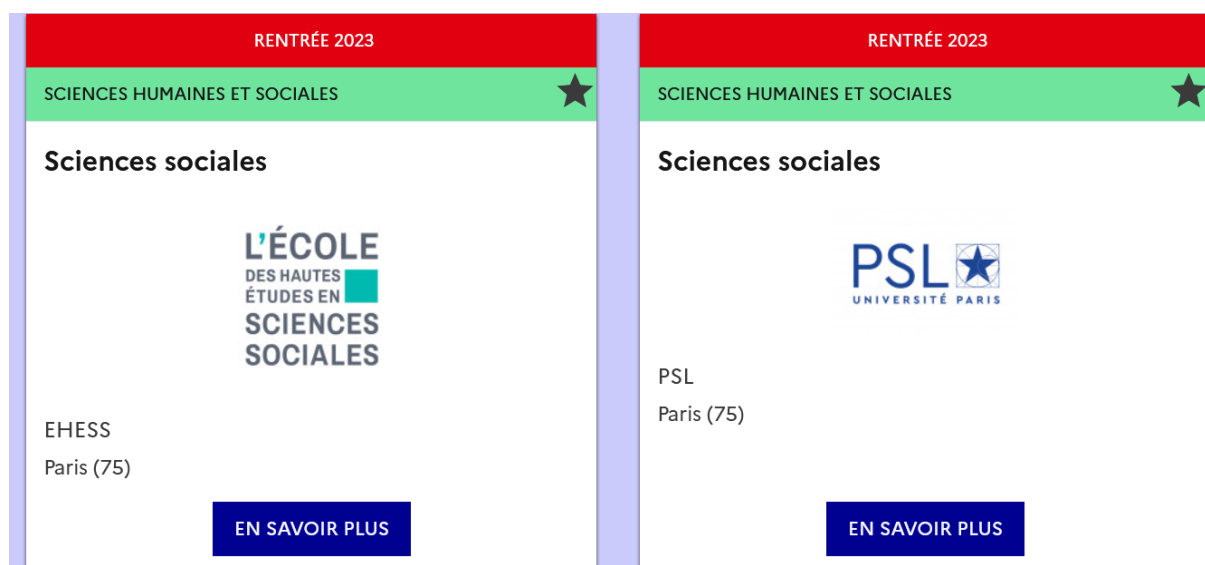 RENTRÉE 2023
SCIENCES HUMAINES ET SOCIALES
Sciences sociales
L'ÉCOLE
DES HAUTES
ÉTUDES EN
SCIENCES
SOCIALES
EHESS
Paris (75)
EN SAVOIR PLUS
RENTRÉE 2023
SCIENCES HUMAINES ET SOCIALES
Sciences sociales
PSL
UNIVERSITÉ PARIS
PSL
Paris (75)
EN SAVOIR PLUS